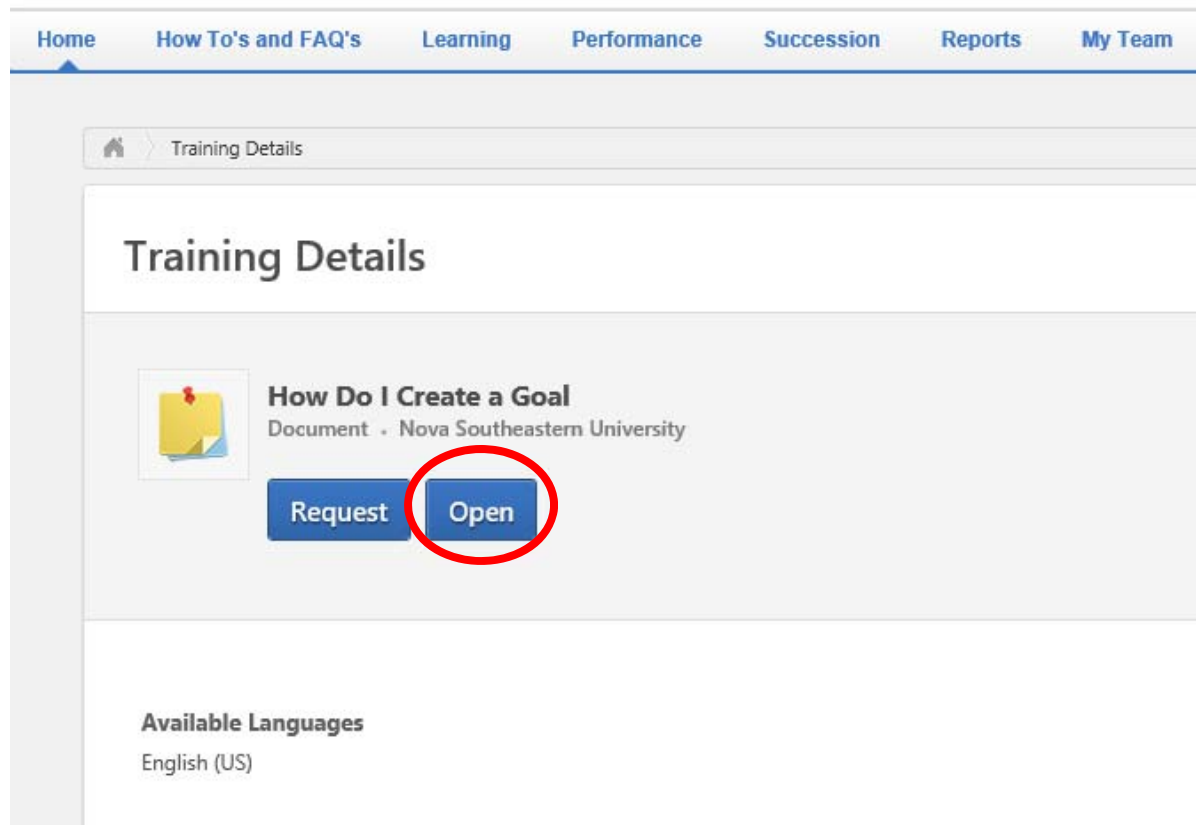 Home How To's and FAQ's Learning Performance Succession Reports My Team
Training Details
Training Details
How Do I Create a Goal
Document • Nova Southeastern University
Request Open
Available Languages
English (US)